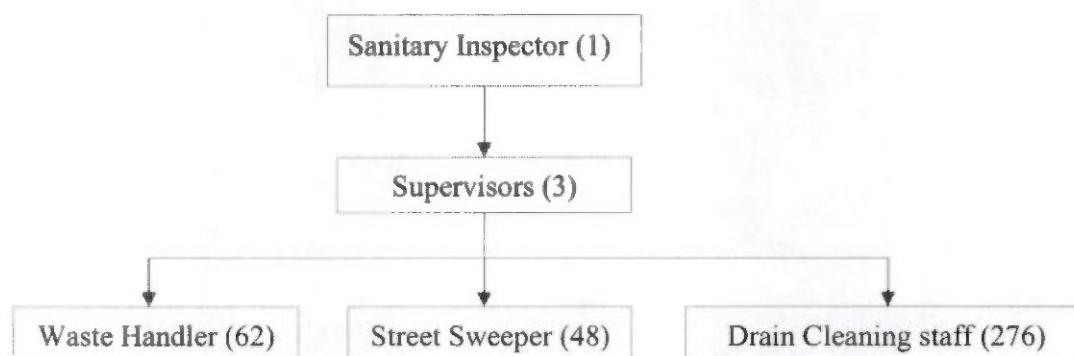 Sanitary Inspector (1)
Supervisors (3)
Waste Handler (62)
Street Sweeper (48)
Drain Cleaning staff (276)